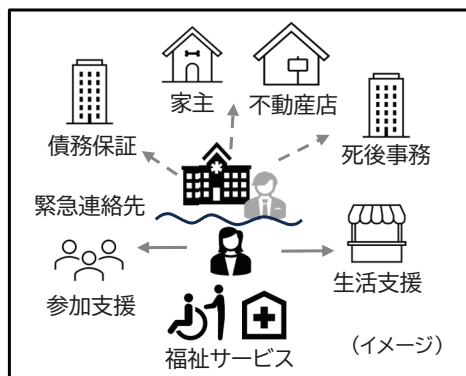 家主
不動産店
債務保証
死後事務
緊急連絡先
参加支援
生活支援
福祉サービス
（イメージ）